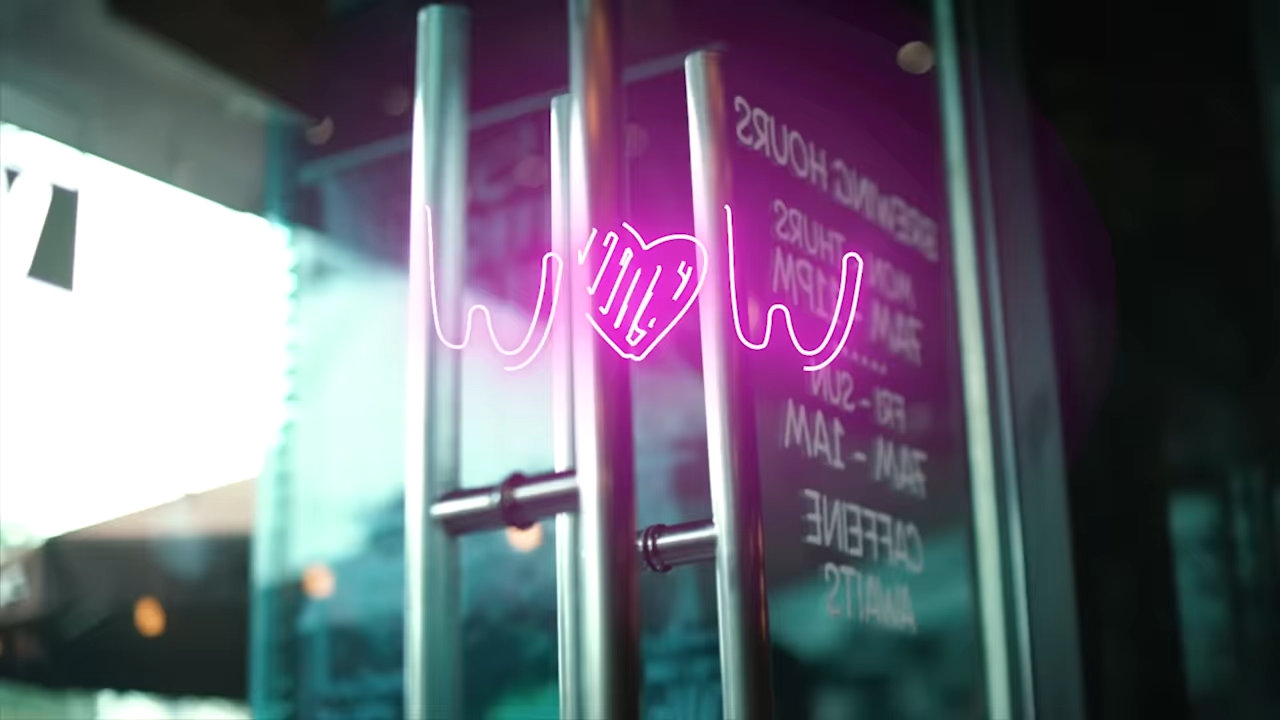 W♥W
BREWING HOURS
MON - THURS
7AM - 11PM
.....
FRI - SUN
7AM - 1AM
CAFFEINE
AWAITS